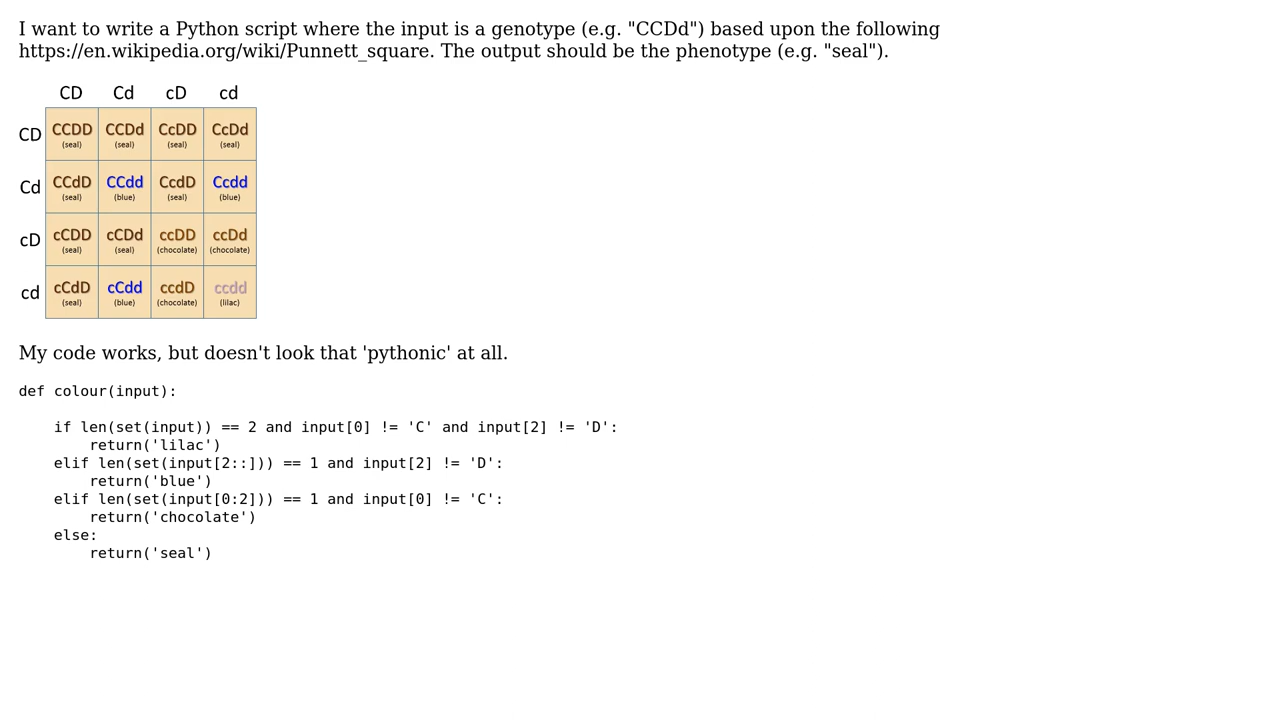 I want to write a Python script where the input is a genotype (e.g. "CCDd") based upon the following
https://en.wikipedia.org/wiki/Punnett_square. The output should be the phenotype (e.g. "seal").
CD Cd cD cd
CD CCDD CCDd CcDD CcDd
(seal) (seal) (seal) (seal)
Cd CCdD CCdd CcdD Ccdd
(seal) (blue) (seal) (blue)
cD cCDD cCDd ccDD ccDd
(seal) (seal) (chocolate) (chocolate)
cd cCdD cCdd ccdD ccdd
(seal) (blue) (chocolate) (lilac)
My code works, but doesn't look that 'pythonic' at all.
def colour(input):
    if len(set(input)) == 2 and input[0] != 'C' and input[2] != 'D':
        return('lilac')
    elif len(set(input[2::])) == 1 and input[2] != 'D':
        return('blue')
    elif len(set(input[0:2])) == 1 and input[0] != 'C':
        return('chocolate')
    else:
        return('seal')